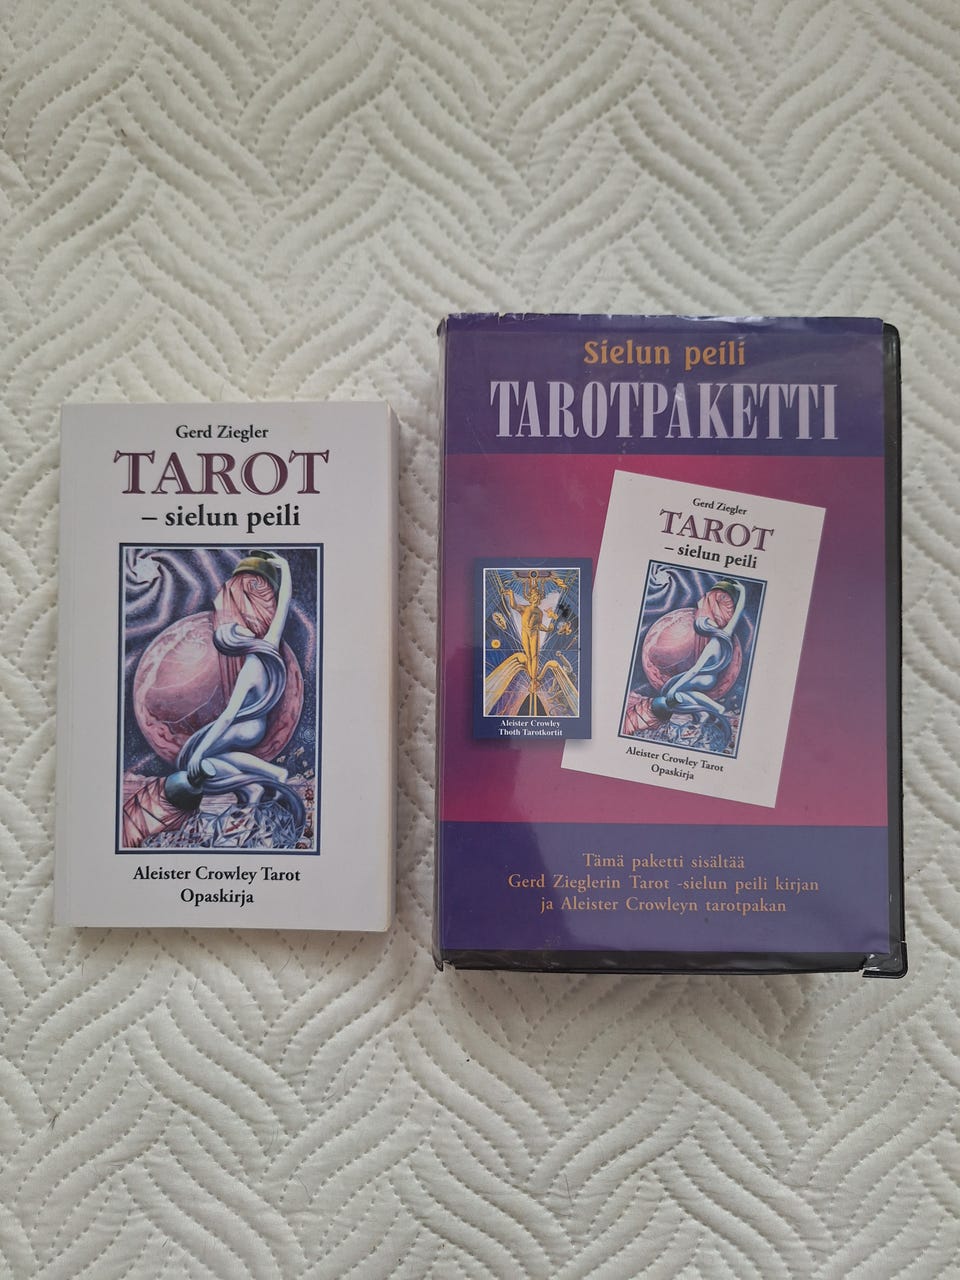 Gerd Ziegler
TAROT
– sielun peili
Aleister Crowley Tarot
Opaskirja
Sielun peili
TAROTPAKETTI
Gerd Ziegler
TAROT
– sielun peili
Aleister Crowley Tarot
Opaskirja
Aleister Crowley
Thoth Tarotkortit
Tämä paketti sisältää
Gerd Zieglerin Tarot -sielun peili kirjan
ja Aleister Crowleyn tarotpakan